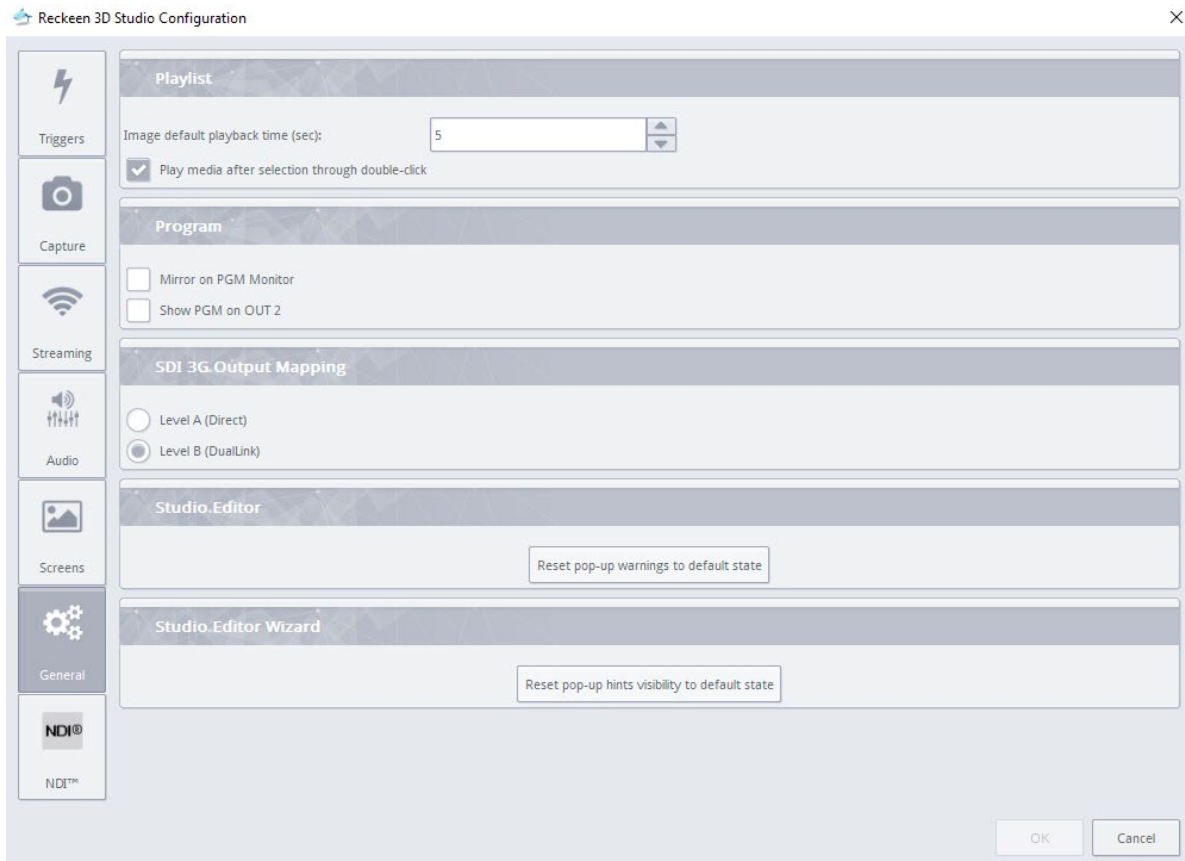 Reckeen 3D Studio Configuration
Triggers
Capture
Streaming
Audio
Screens
General
NDI®
NDI™
Playlist
Image default playback time (sec): 5
Play media after selection through double-click
Program
Mirror on PGM Monitor
Show PGM on OUT 2
SDI 3G Output Mapping
Level A (Direct)
Level B (DualLink)
Studio Editor
Reset pop-up warnings to default state
Studio Editor Wizard
Reset pop-up hints visibility to default state
OK Cancel